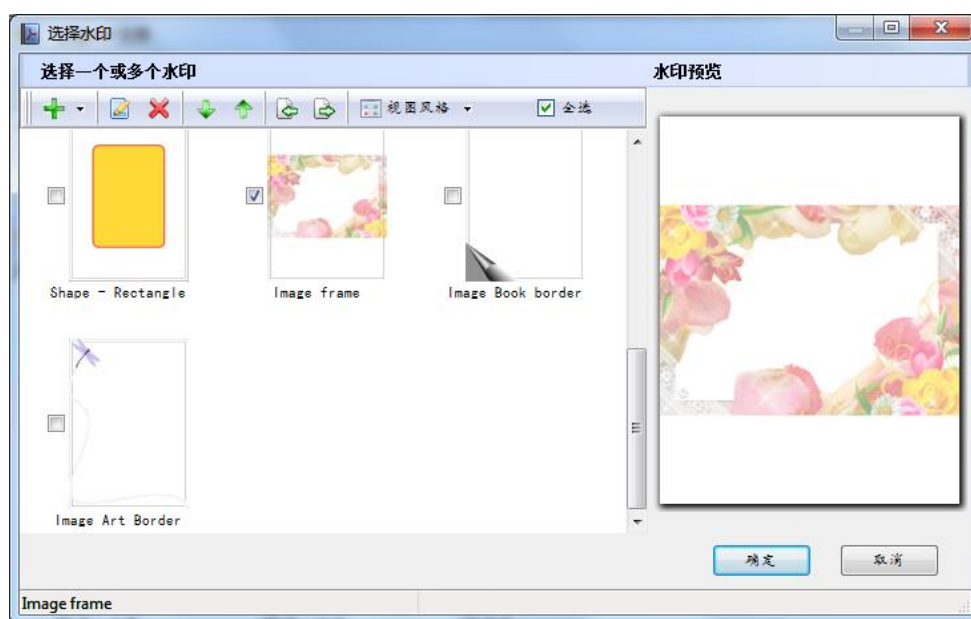 选择水印
选择一个或多个水印
水印预览
视图风格
全选
Shape - Rectangle
Image frame
Image Book border
Image Art Border
确定
取消
Image frame